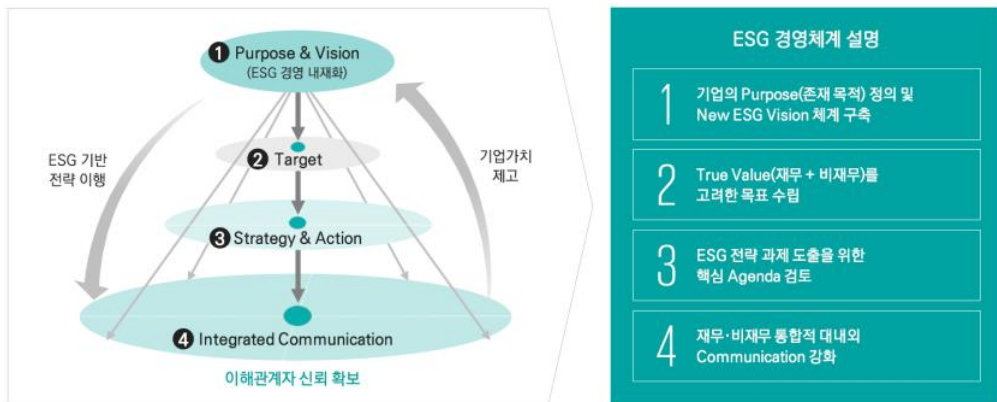 ❶ Purpose & Vision
(ESG 경영 내재화)
❷ Target
❸ Strategy & Action
❹ Integrated Communication
ESG 기반
전략 이행
기업가치
제고
이해관계자 신뢰 확보
ESG 경영체계 설명
1
기업의 Purpose(존재 목적) 정의 및
New ESG Vision 체계 구축
2
True Value(재무 + 비재무)를
고려한 목표 수립
3
ESG 전략 과제 도출을 위한
핵심 Agenda 검토
4
재무·비재무 통합적 대내외
Communication 강화